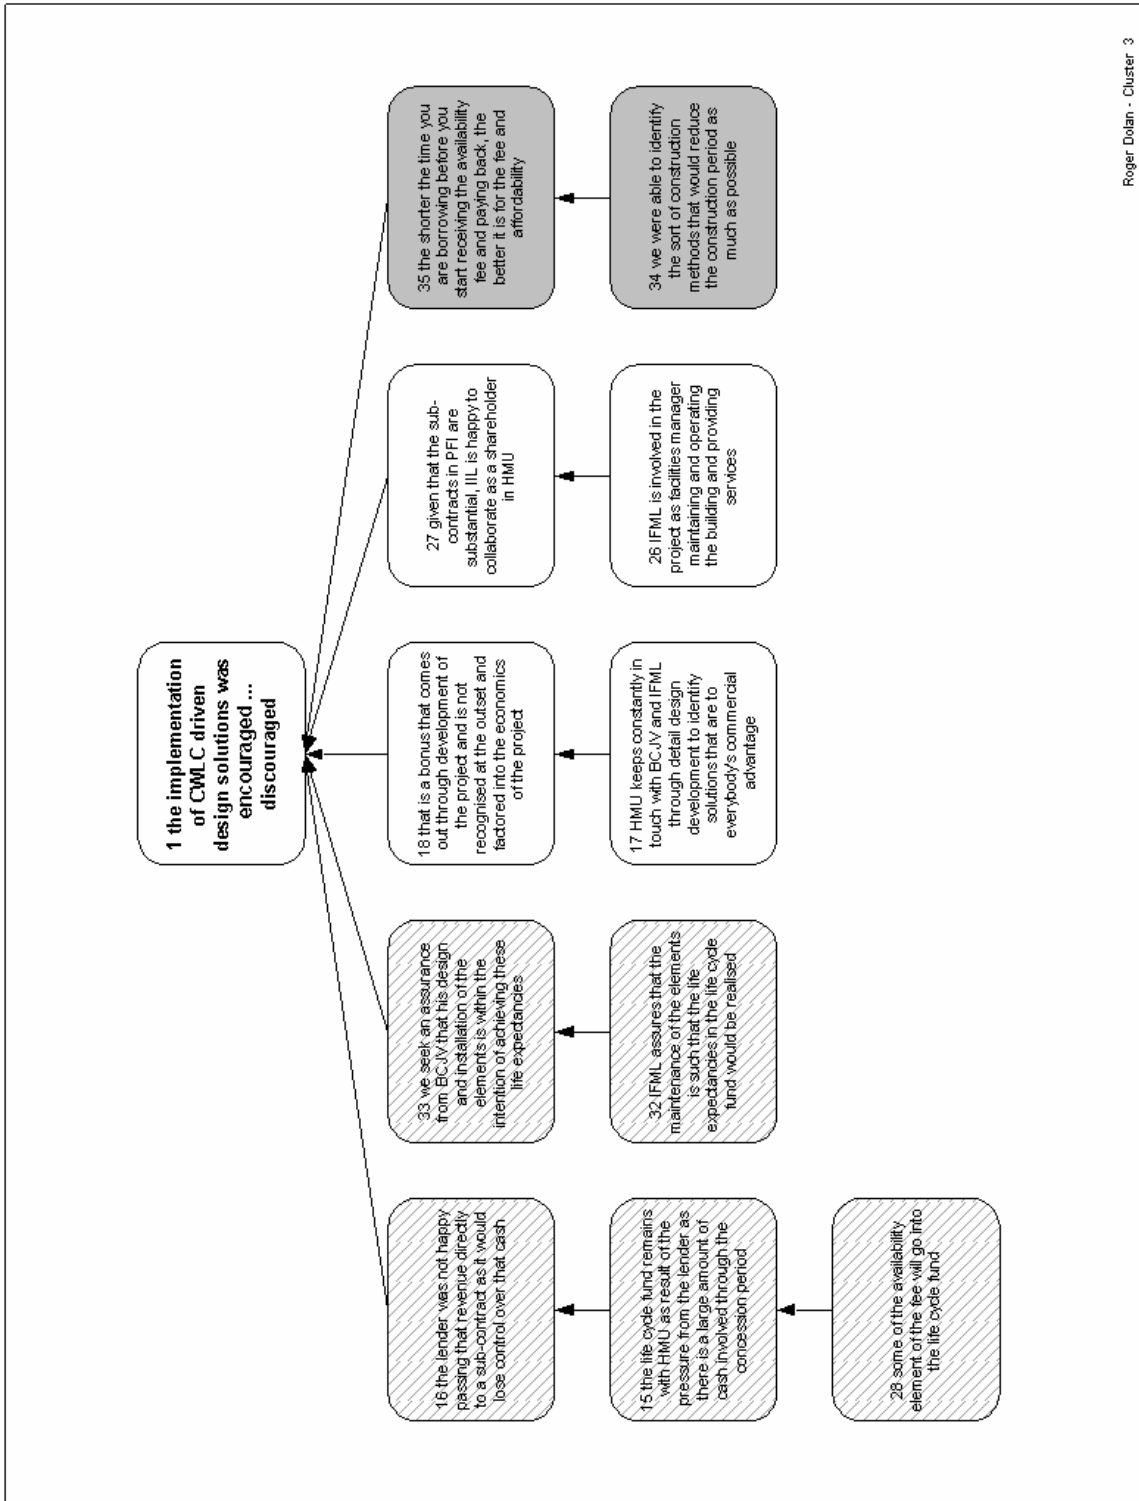 1 the implementation
of CWLC driven
design solutions was
encouraged ...
discouraged
16 the lender was not happy
passing that revenue directly
to a sub-contract as it would
lose control over that cash
33 we seek an assurance
from BCJV that his design
and installation of the
elements is within the
intention of achieving these
life expectancies
18 that is a bonus that comes
out through development of
the project and is not
recognised at the outset and
factored into the economics
of the project
27 given that the sub-
contracts in PFI are
substantial, IIL is happy to
collaborate as a shareholder
in HMU
35 the shorter the time you
are borrowing before you
start receiving the availability
fee and paying back, the
better it is for the fee and
affordability
15 the life cycle fund remains
with HMU as result of the
pressure from the lender as
there is a large amount of
cash involved through the
concession period
32 IFML assures that the
maintenance of the elements
is such that the life
expectancies in the life cycle
fund would be realised
17 HMU keeps constantly in
touch with BCJV and IFML
through detail design
development to identify
solutions that are to
everybody's commercial
advantage
26 IFML is involved in the
project as facilities manager
maintaining and operating
the building and providing
services
34 we were able to identify
the sort of construction
methods that would reduce
the construction period as
much as possible
28 some of the availability
element of the fee will go into
the life cycle fund
Roger Dolan - Cluster 3